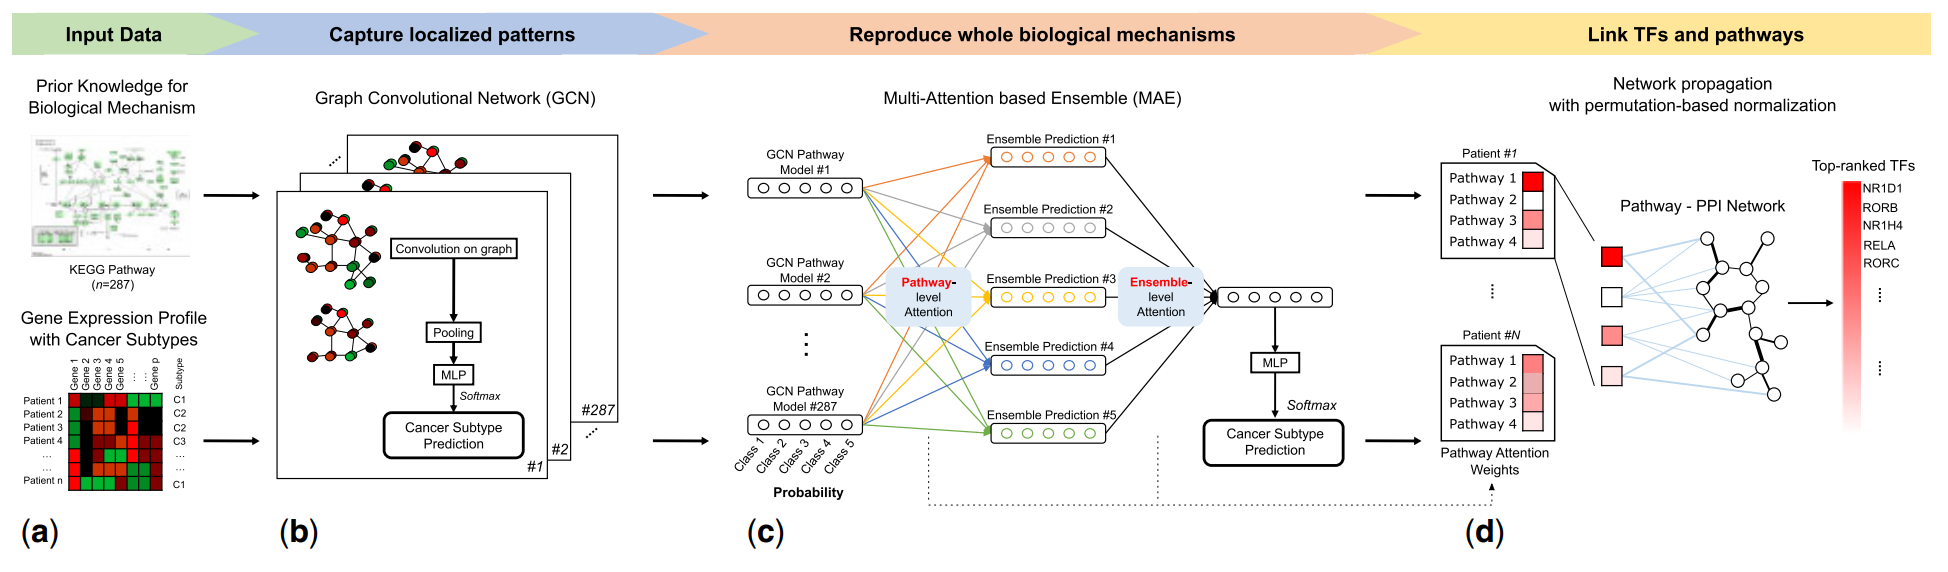 Input Data
Capture localized patterns
Reproduce whole biological mechanisms
Link TFs and pathways
Prior Knowledge for
Biological Mechanism
KEGG Pathway
(n=287)
Gene Expression Profile
with Cancer Subtypes
Gene 1
Gene 2
Gene 3
Gene 4
Gene 5
...
...
Gene p
Subtype
Patient 1 C1
Patient 2 C2
Patient 3 C2
Patient 4 C3
... ...
... ...
Patient n C1
(a)
Graph Convolutional Network (GCN)
Convolution on graph
Pooling
MLP
Softmax
Cancer Subtype
Prediction
#1
#2
#287
(b)
Multi-Attention based Ensemble (MAE)
GCN Pathway
Model #1
GCN Pathway
Model #2
GCN Pathway
Model #287
Class 1
Class 2
Class 3
Class 4
Class 5
Probability
Pathway-
level
Attention
Ensemble Prediction #1
Ensemble Prediction #2
Ensemble Prediction #3
Ensemble Prediction #4
Ensemble Prediction #5
Ensemble-
level
Attention
MLP
Softmax
Cancer Subtype
Prediction
(c)
Network propagation
with permutation-based normalization
Patient #1
Pathway 1
Pathway 2
Pathway 3
Pathway 4
Patient #N
Pathway 1
Pathway 2
Pathway 3
Pathway 4
Pathway Attention
Weights
Pathway - PPI Network
Top-ranked TFs
NR1D1
RORB
NR1H4
RELA
RORC
(d)